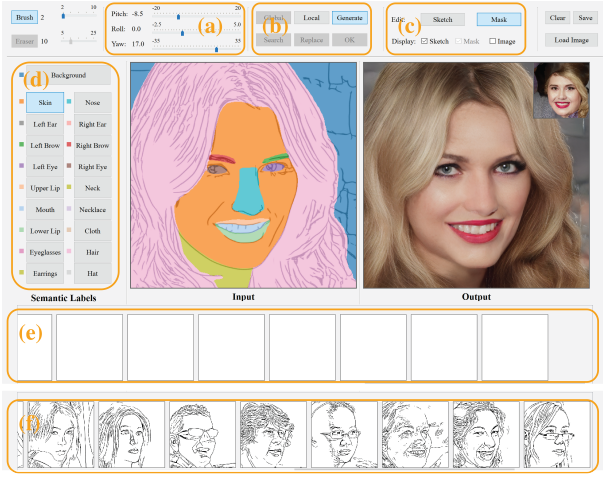 Brush 2 2 10
Eraser 10 5 25
Pitch: -8.5 -20 20
Roll: 0.0 -2.5 5.0
Yaw: 17.0 -35 35
(a)
Global Local Generate
Search Replace OK
(b)
Edit: Sketch Mask
Display: Sketch Mask Image
(c)
Clear Save
Load Image
(d)
Background
Skin Nose
Left Ear Right Ear
Left Brow Right Brow
Left Eye Right Eye
Upper Lip Neck
Mouth Necklace
Lower Lip Cloth
Eyeglasses Hair
Earrings Hat
Semantic Labels Input Output
(e)
(f)